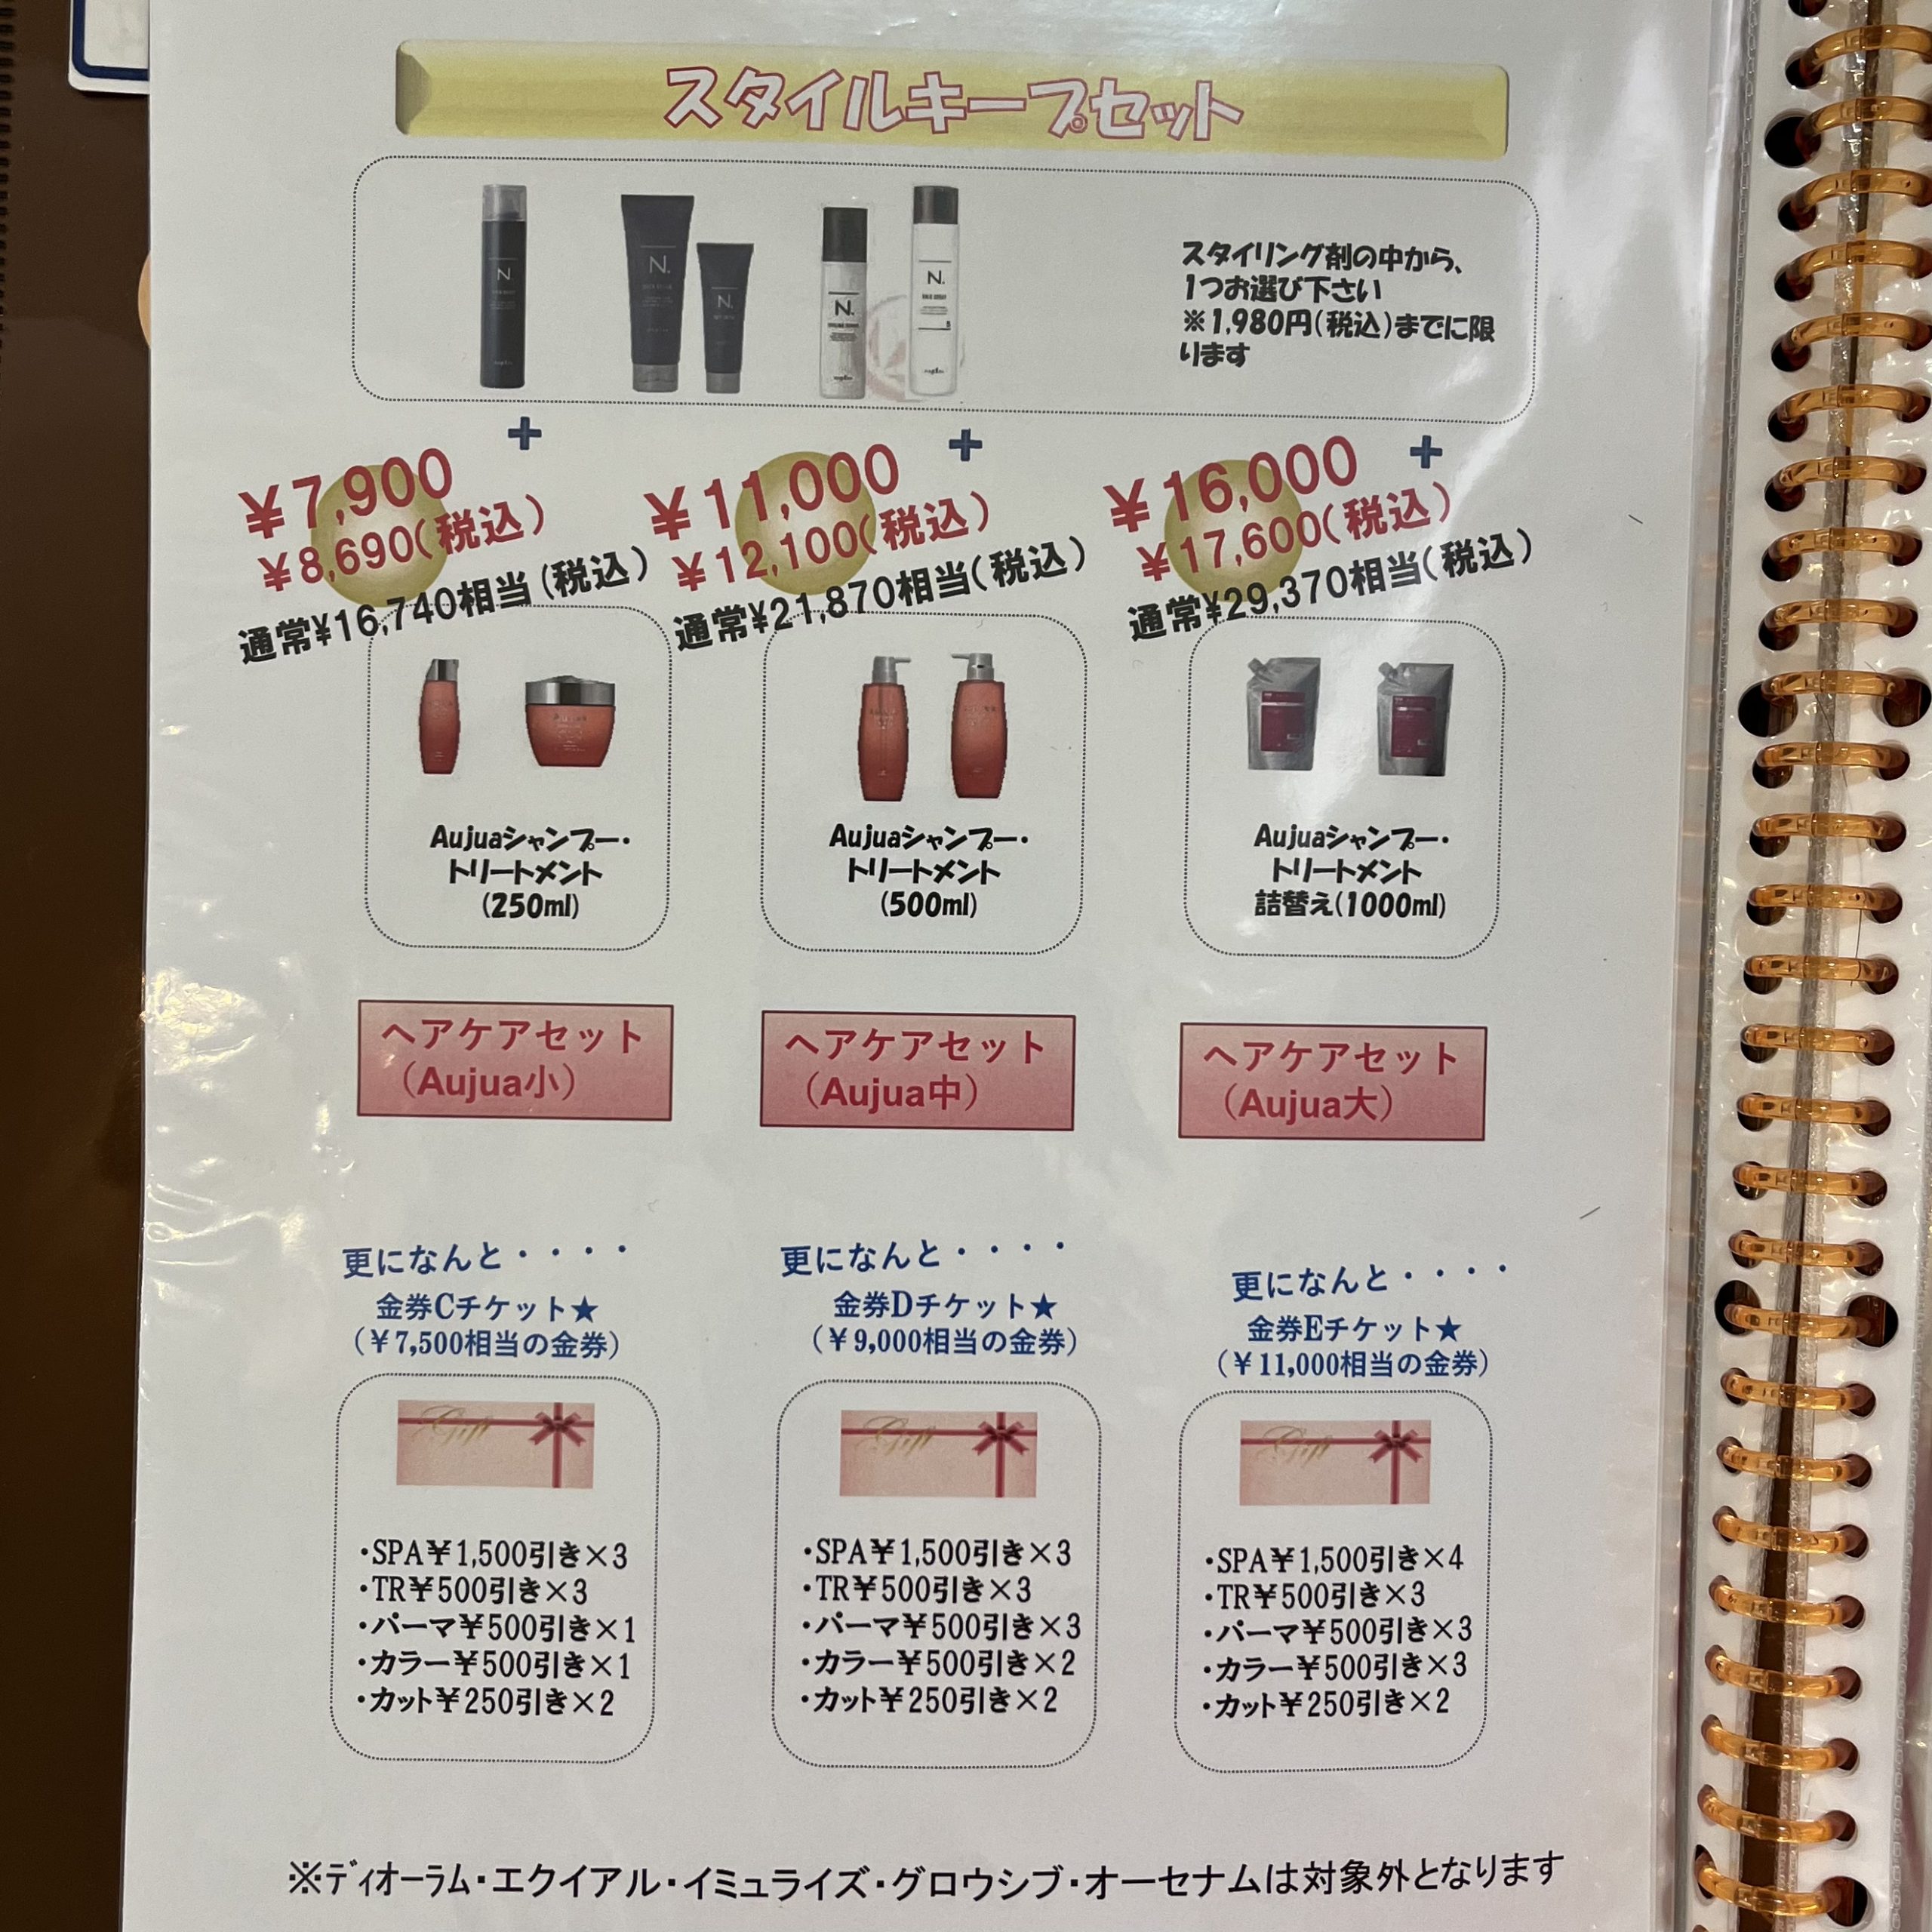 スタイルキープセット
N.
N.
N.
N.
N.
HAIR SPRAY
スタイリング剤の中から、
1つお選び下さい
※1,980円(税込)までに限
ります
+
+
+
¥7,900
¥8,690(税込)
通常¥16,740相当(税込)
¥11,000
¥12,100(税込)
通常¥21,870相当(税込)
¥16,000
¥17,600(税込)
通常¥29,370相当(税込)
Aujuaシャンプー・
トリートメント
(250ml)
Aujuaシャンプー・
トリートメント
(500ml)
Aujuaシャンプー・
トリートメント
詰替え(1000ml)
ヘアケアセット
(Aujua小)
ヘアケアセット
(Aujua中)
ヘアケアセット
(Aujua大)
更になんと・・・・
金券Cチケット★
(¥7,500相当の金券)
更になんと・・・・
金券Dチケット★
(¥9,000相当の金券)
更になんと・・・・
金券Eチケット★
(¥11,000相当の金券)
Gift
・SPA¥1,500引き×3
・TR¥500引き×3
・パーマ¥500引き×1
・カラー¥500引き×1
・カット¥250引き×2
Gift
・SPA¥1,500引き×3
・TR¥500引き×3
・パーマ¥500引き×3
・カラー¥500引き×2
・カット¥250引き×2
Gift
・SPA¥1,500引き×4
・TR¥500引き×3
・パーマ¥500引き×3
・カラー¥500引き×3
・カット¥250引き×2
※ディオーラム・エクイアル・イミュライズ・グロウシブ・オーセナムは対象外となります